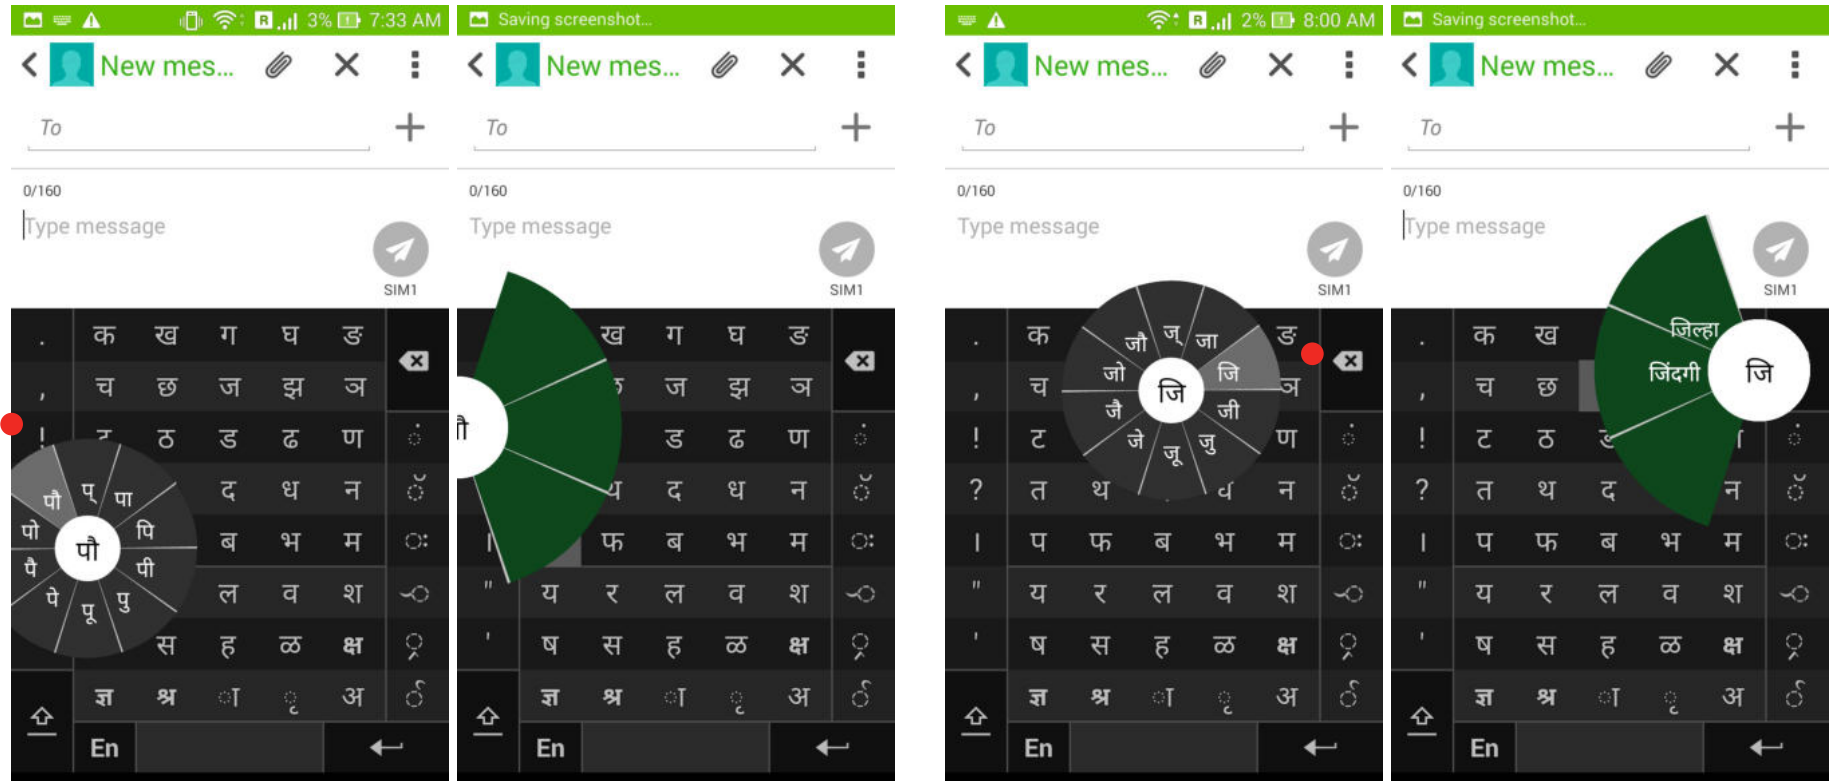 3% 7:33 AM
New mes...
To
0/160
Type message
SIM1
. क ख ग घ ङ
, च छ ज झ ञ
! ट ठ ड ढ ण ं
द ध न ॅ
ब भ म ः
ल व श
स ह ळ क्ष ़
ज्ञ श्र ा ृ अ
En
प् पा पि पी पु पू पे पै पो पौ
पौ
Saving screenshot...
New mes...
To
0/160
Type message
SIM1
ख ग घ ङ
ज झ ञ
ड ढ ण ं
थ द ध न ॅ
। फ ब भ म ः
" य र ल व श
' ष स ह ळ क्ष ़
ज्ञ श्र ा ृ अ
En
R 2% 8:00 AM
New mes...
To
0/160
Type message
SIM1
. क ङ
, च ञ
! ट ण ं
? त थ ध न ॅ
। प फ ब भ म ः
" य र ल व श
' ष स ह ळ क्ष ़
ज्ञ श्र ा ृ अ
En
ज् जा जि जी जु जू जे जै जो जौ
जि
Saving screenshot...
New mes...
To
0/160
Type message
SIM1
. क ख
, च छ
! ट ठ ड ं
? त थ द न ॅ
। प फ ब भ म ः
" य र ल व श
' ष स ह ळ क्ष ़
ज्ञ श्र ा ृ अ
En
जिल्हा
जिंदगी
जि